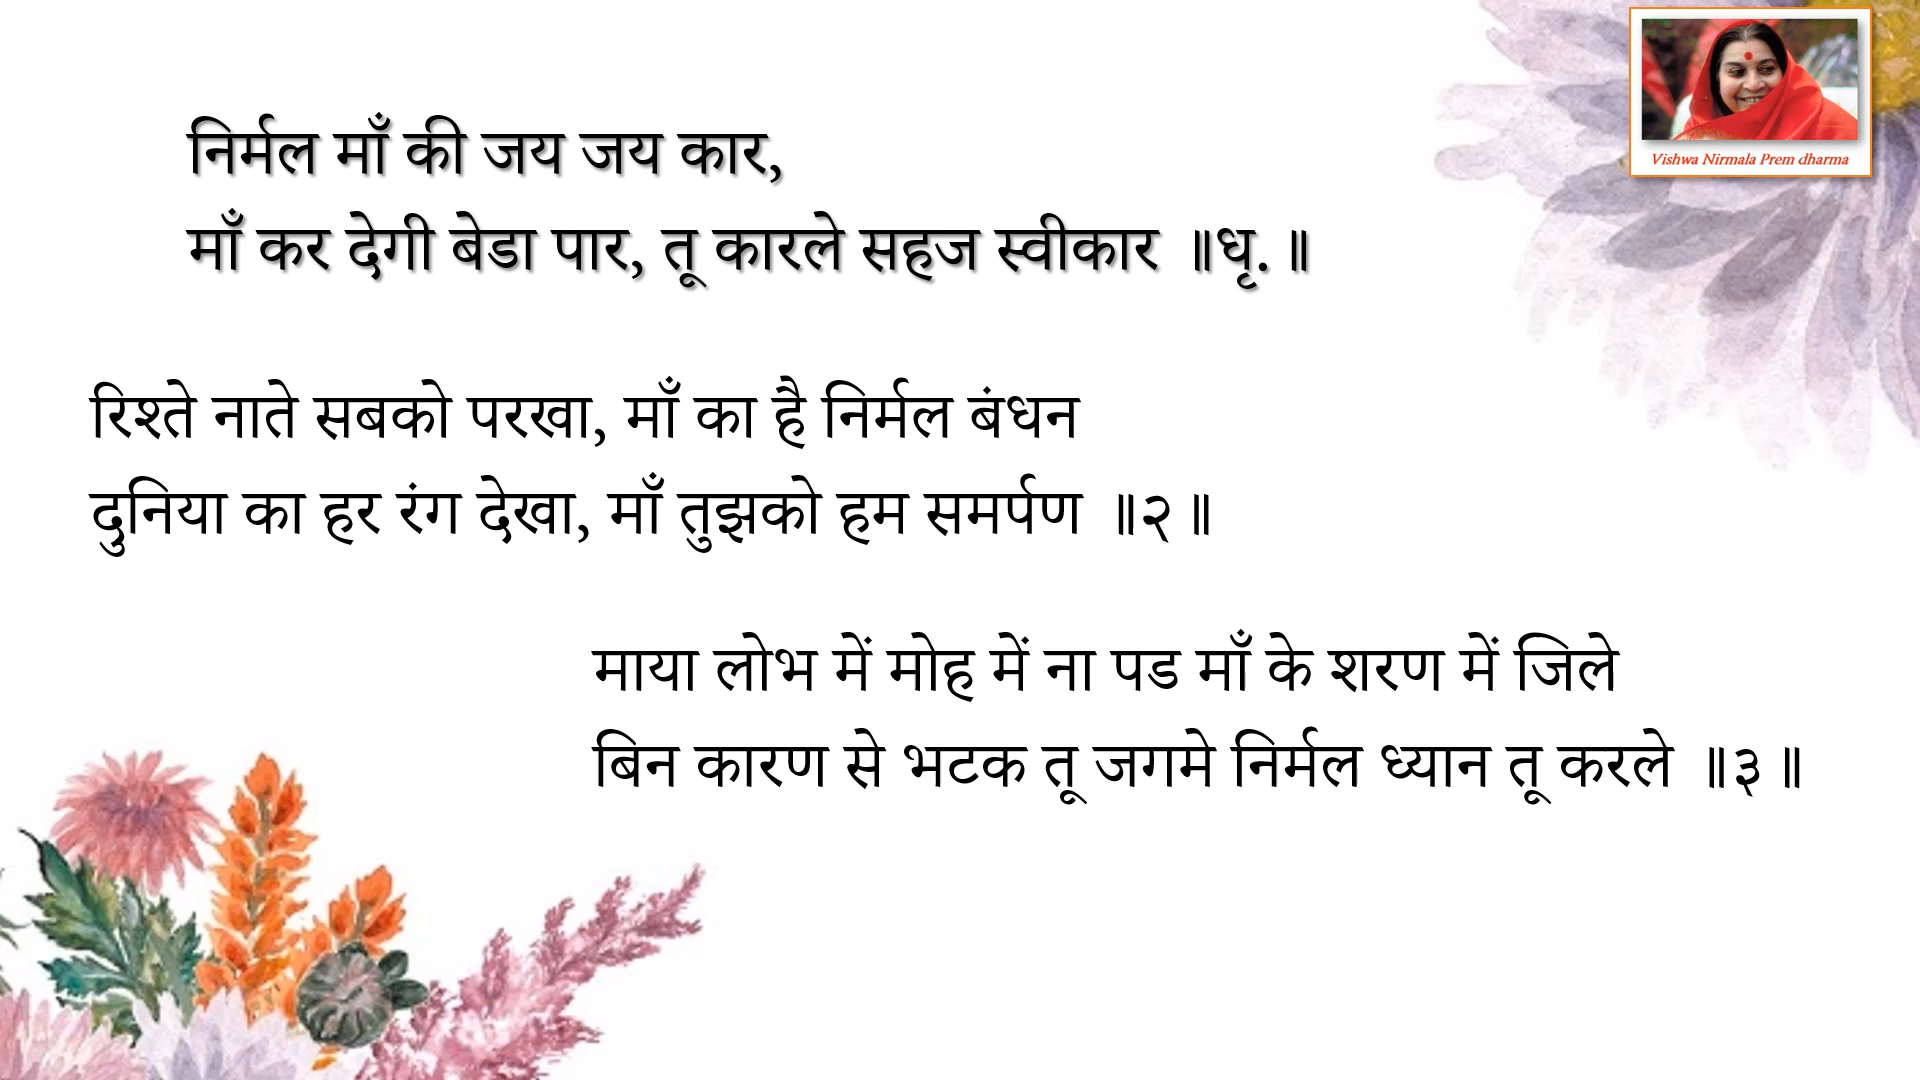 Vishwa Nirmala Prem dharma
निर्मल माँ की जय जय कार,
माँ कर देगी बेडा पार, तू कारले सहज स्वीकार ॥धृ.॥
रिश्ते नाते सबको परखा, माँ का है निर्मल बंधन
दुनिया का हर रंग देखा, माँ तुझको हम समर्पण ॥२॥
माया लोभ में मोह में ना पड माँ के शरण में जिले
बिन कारण से भटक तू जगमे निर्मल ध्यान तू करले ॥३॥